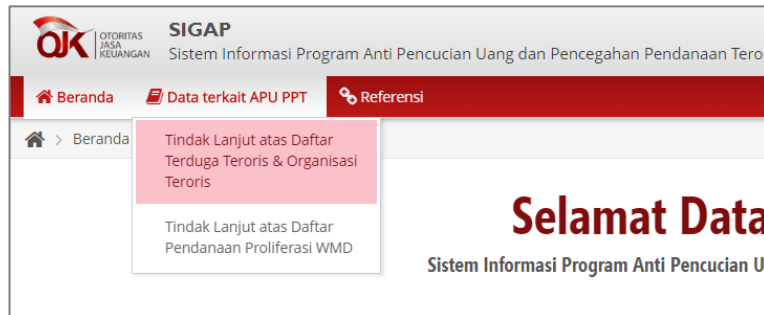 OJK
OTORITAS
JASA
KEUANGAN
SIGAP
Sistem Informasi Program Anti Pencucian Uang dan Pencegahan Pendanaan Tero
Beranda Data terkait APU PPT Referensi
> Beranda
Tindak Lanjut atas Daftar
Terduga Teroris & Organisasi
Teroris
Tindak Lanjut atas Daftar
Pendanaan Proliferasi WMD
Selamat Data
Sistem Informasi Program Anti Pencucian U